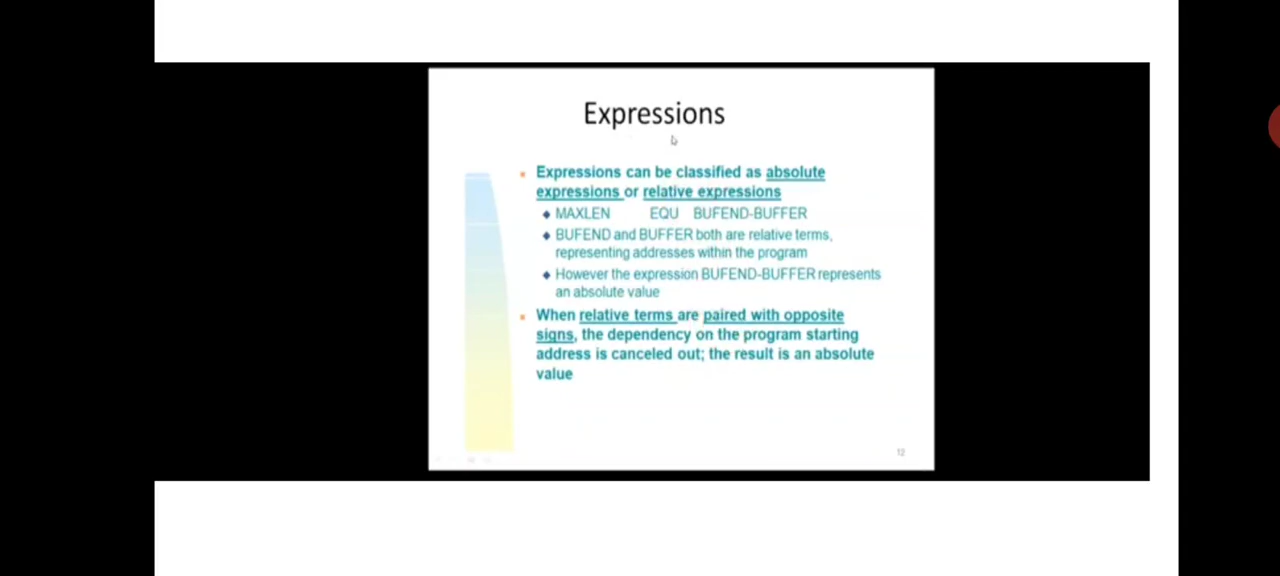 Expressions
Expressions can be classified as absolute
expressions or relative expressions
MAXLEN EQU BUFEND-BUFFER
BUFEND and BUFFER both are relative terms,
representing addresses within the program
However the expression BUFEND-BUFFER represents
an absolute value
When relative terms are paired with opposite
signs, the dependency on the program starting
address is canceled out; the result is an absolute
value
12